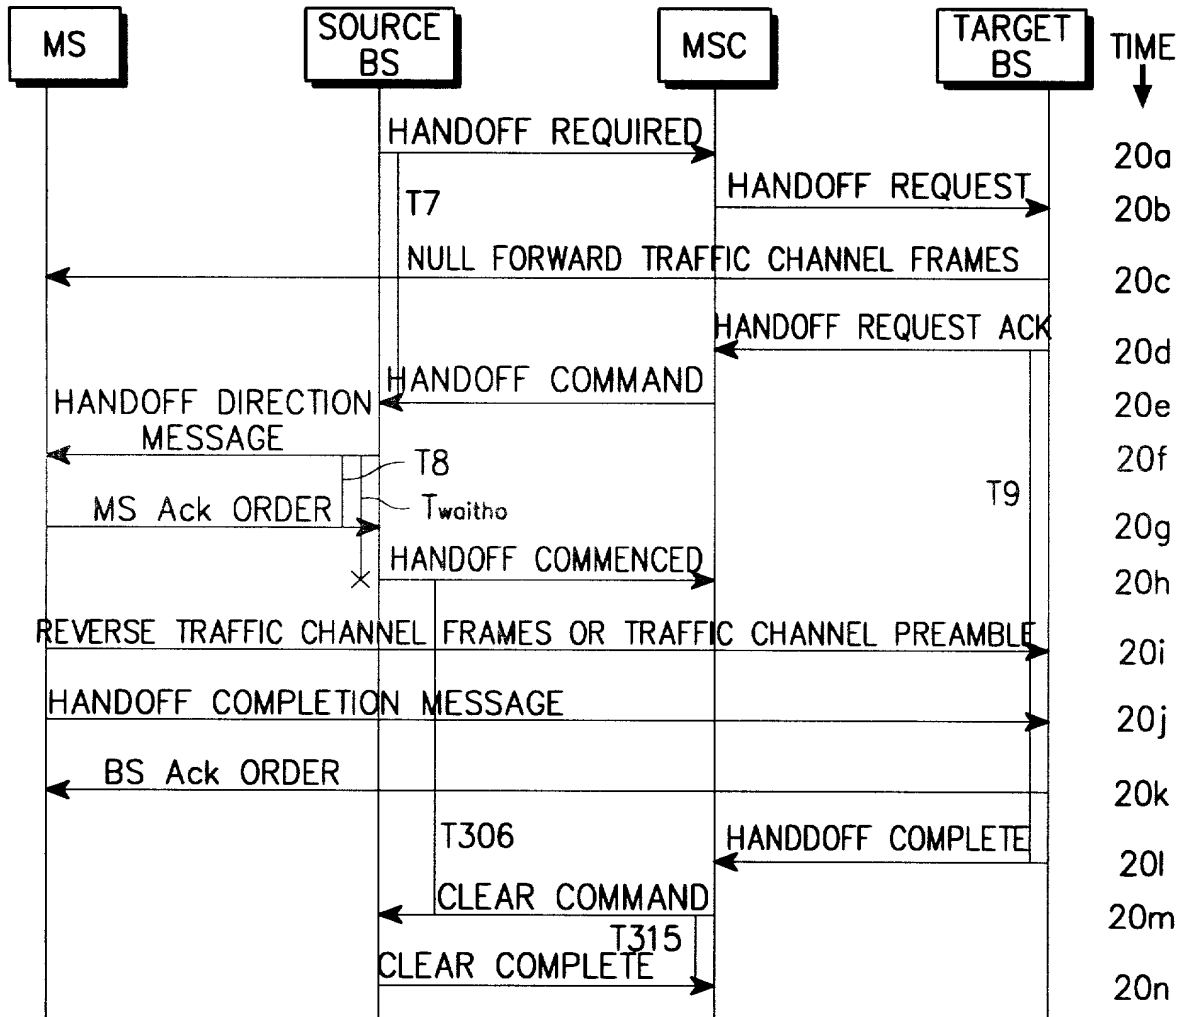 MS
SOURCE
BS
MSC
TARGET
BS
TIME
HANDOFF REQUIRED
20a
T7
HANDOFF REQUEST
20b
NULL FORWARD TRAFFIC CHANNEL FRAMES
20c
HANDOFF REQUEST ACK
20d
HANDOFF COMMAND
20e
HANDOFF DIRECTION
MESSAGE
20f
T8
T9
MS Ack ORDER
Twaitho
20g
HANDOFF COMMENCED
20h
REVERSE TRAFFIC CHANNEL FRAMES OR TRAFFIC CHANNEL PREAMBLE
20i
HANDOFF COMPLETION MESSAGE
20j
BS Ack ORDER
20k
T306
HANDDOFF COMPLETE
20l
CLEAR COMMAND
20m
T315
CLEAR COMPLETE
20n